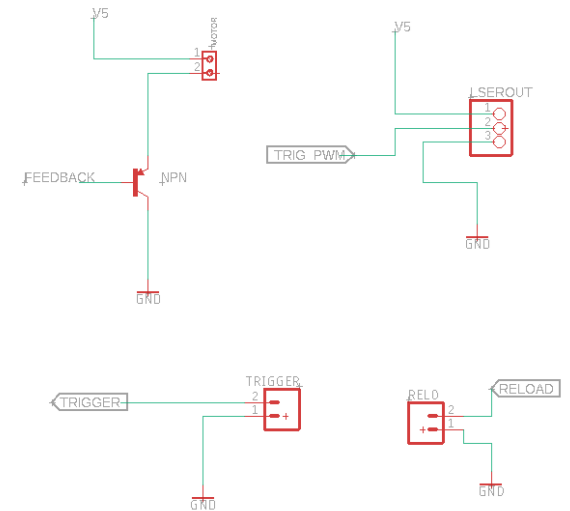 V5
MOTOR
1
2
FEEDBACK
NPN
GND
V5
LSEROUT
1
2
3
TRIG_PWM
GND
TRIGGER
TRIGGER
2
1
GND
RELO
RELOAD
2
1
GND